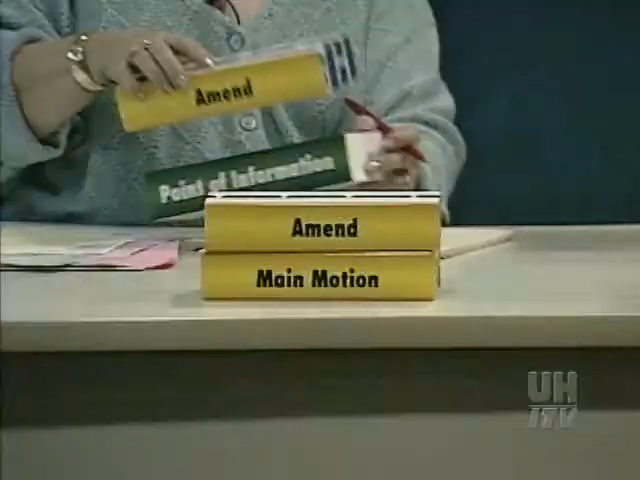 Amend
Point of Information
Amend
Main Motion
UH
ITV